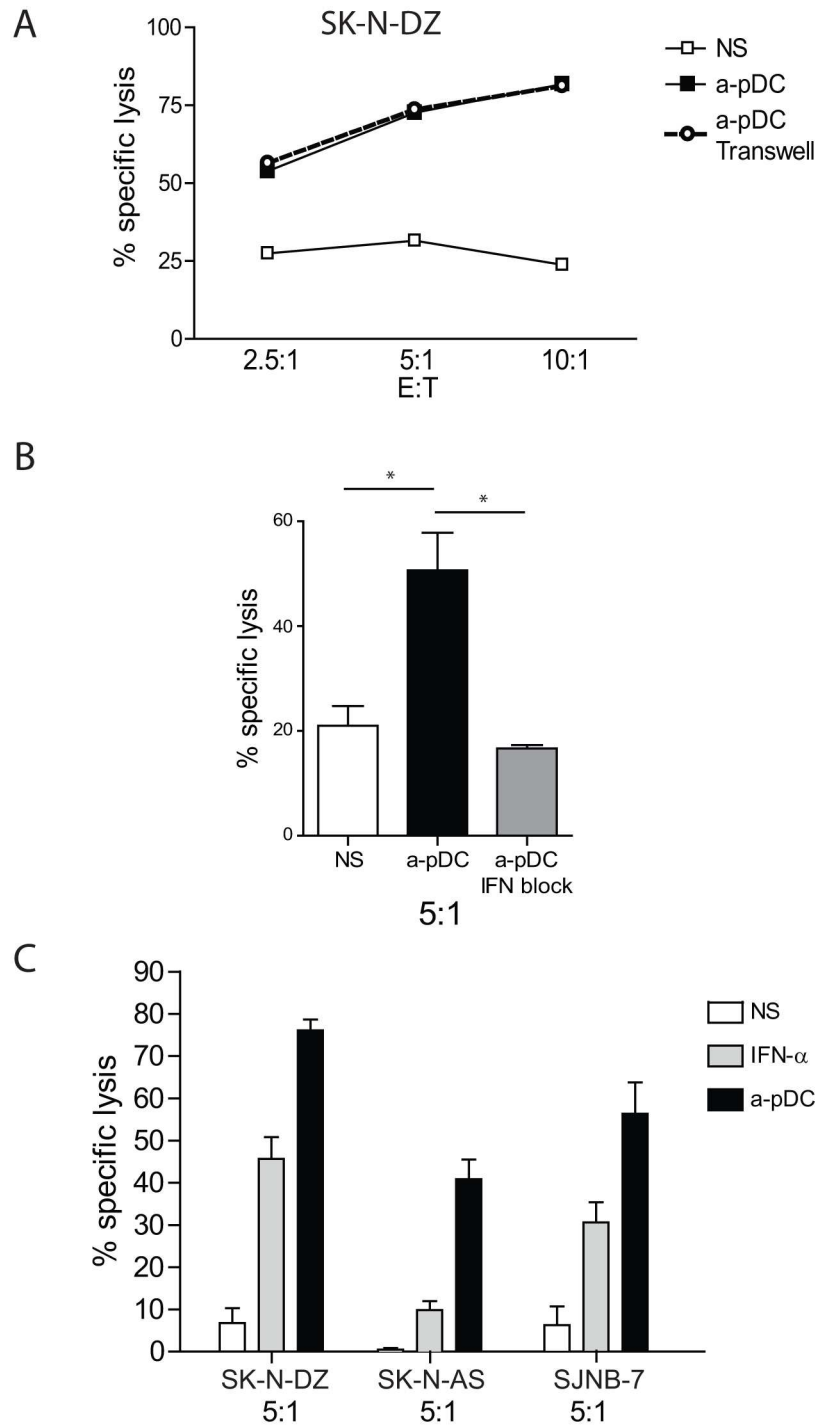 A
SK-N-DZ
100
75
50
25
0
% specific lysis
2.5:1 5:1 10:1
E:T
NS
a-pDC
a-pDC
Transwell
B
* *
60
40
20
0
% specific lysis
NS a-pDC a-pDC
IFN block
5:1
C
90
80
70
60
50
40
30
20
10
0
% specific lysis
SK-N-DZ SK-N-AS SJNB-7
5:1 5:1 5:1
NS
IFN-α
a-pDC